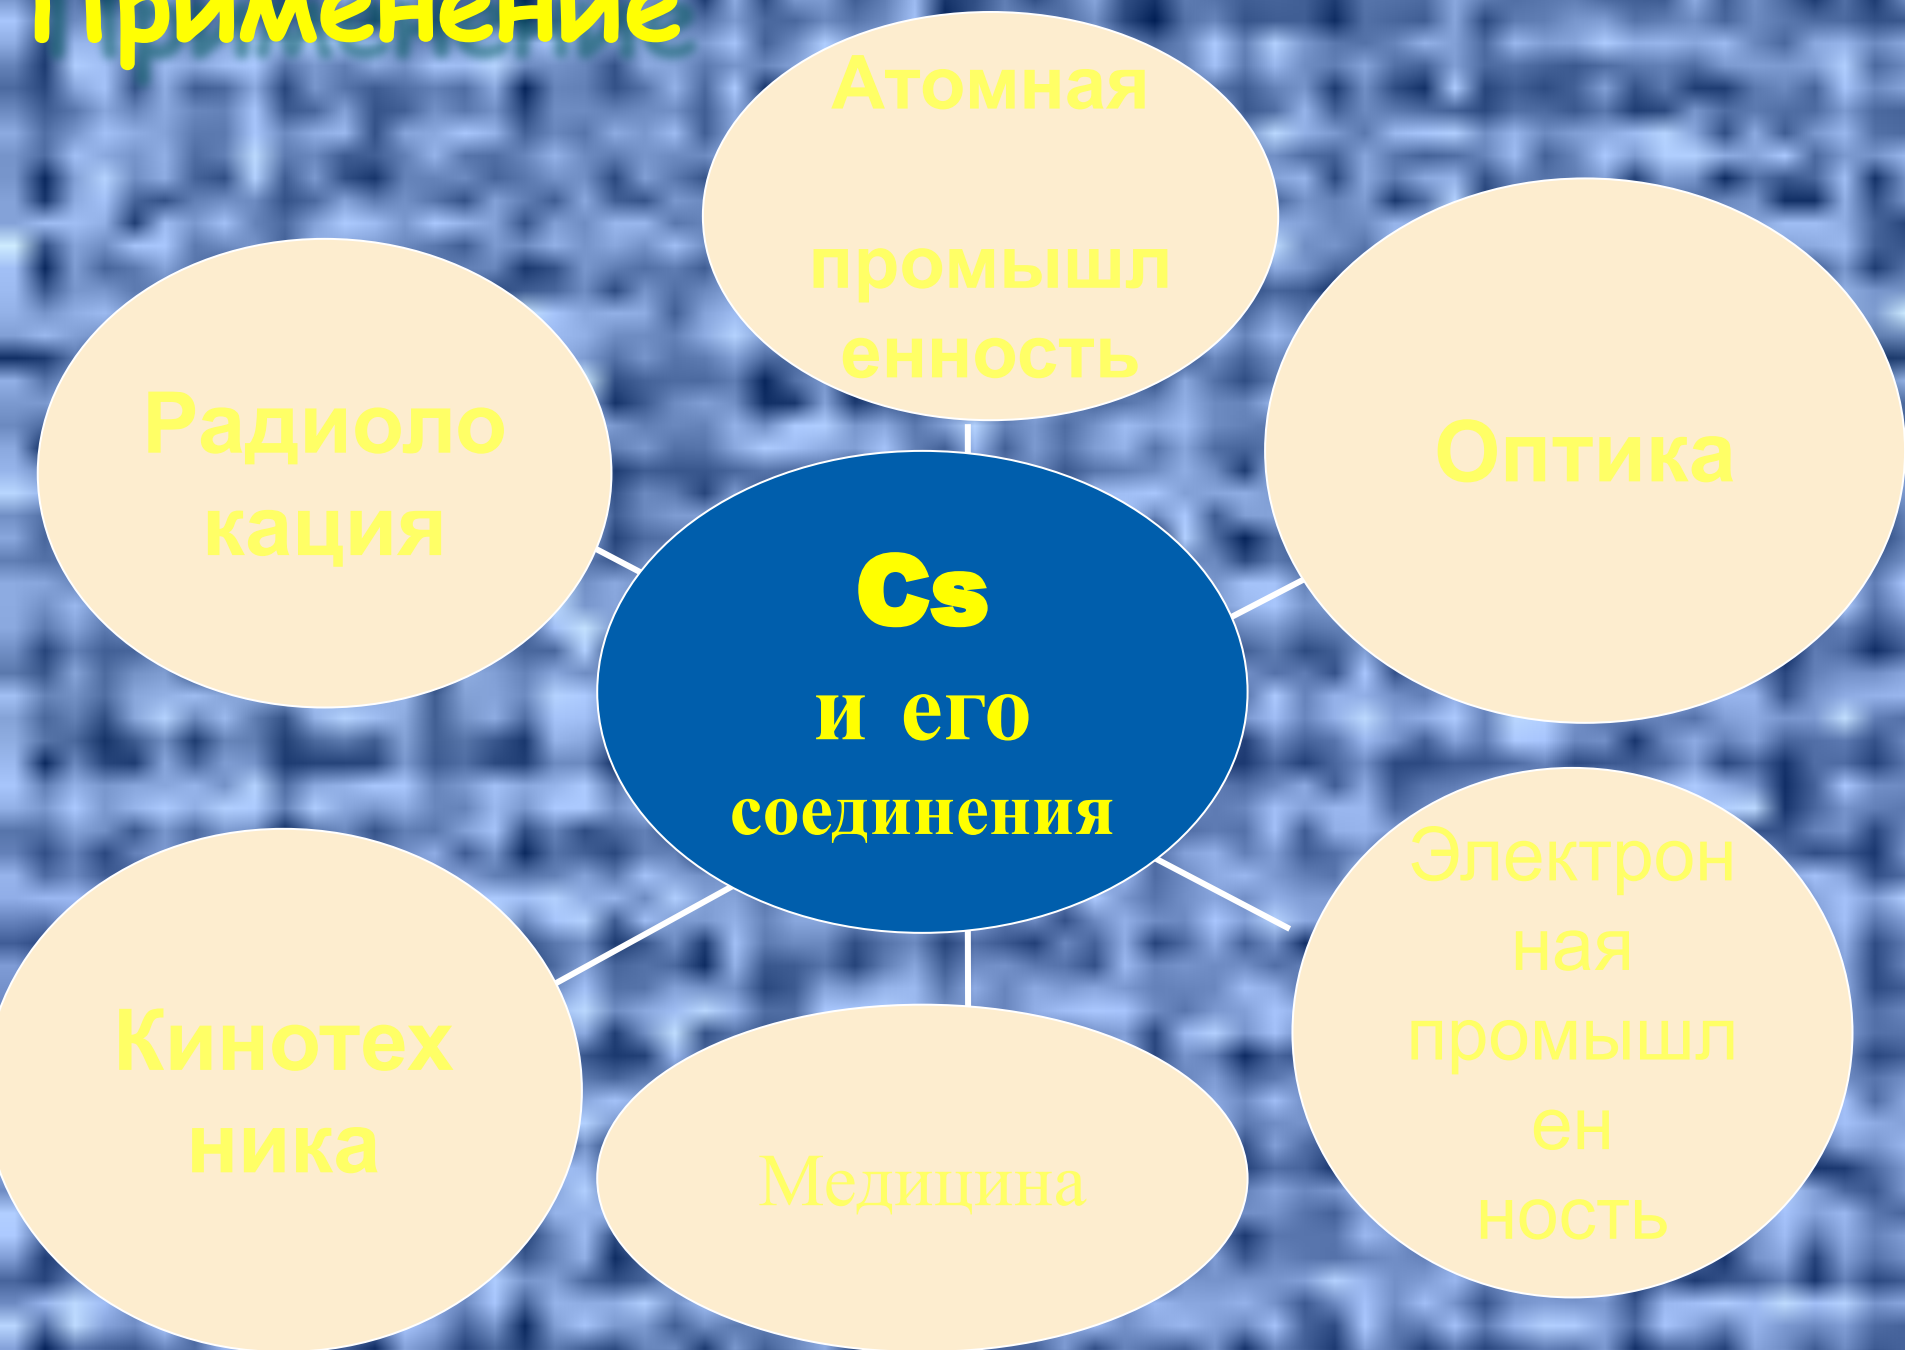 Применение
Атомная
промышл
енность
Радиоло
кация
Оптика
Cs
и его
соединения
Электрон
ная
промышл
ен
ность
Кинотех
ника
Медицина